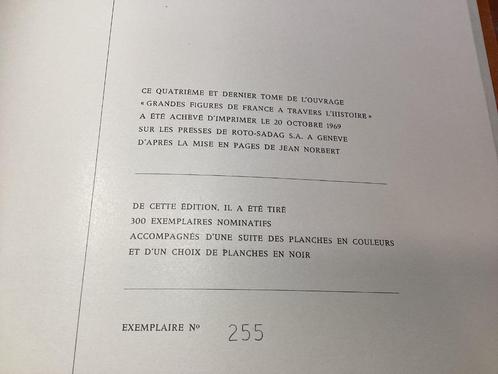 CE QUATRIÈME ET DERNIER TOME DE L'OUVRAGE
« GRANDES FIGURES DE FRANCE A TRAVERS L'HISTOIRE »
A ÉTÉ ACHEVÉ D'IMPRIMER LE 20 OCTOBRE 1969
SUR LES PRESSES DE ROTO-SADAG S.A. A GENÈVE
D'APRÈS LA MISE EN PAGES DE JEAN NORBERT
DE CETTE ÉDITION, IL A ÉTÉ TIRÉ
300 EXEMPLAIRES NOMINATIFS
ACCOMPAGNÉS D'UNE SUITE DES PLANCHES EN COULEURS
ET D'UN CHOIX DE PLANCHES EN NOIR
EXEMPLAIRE Nº 255